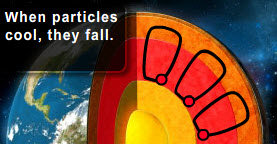 When particles
cool, they fall.